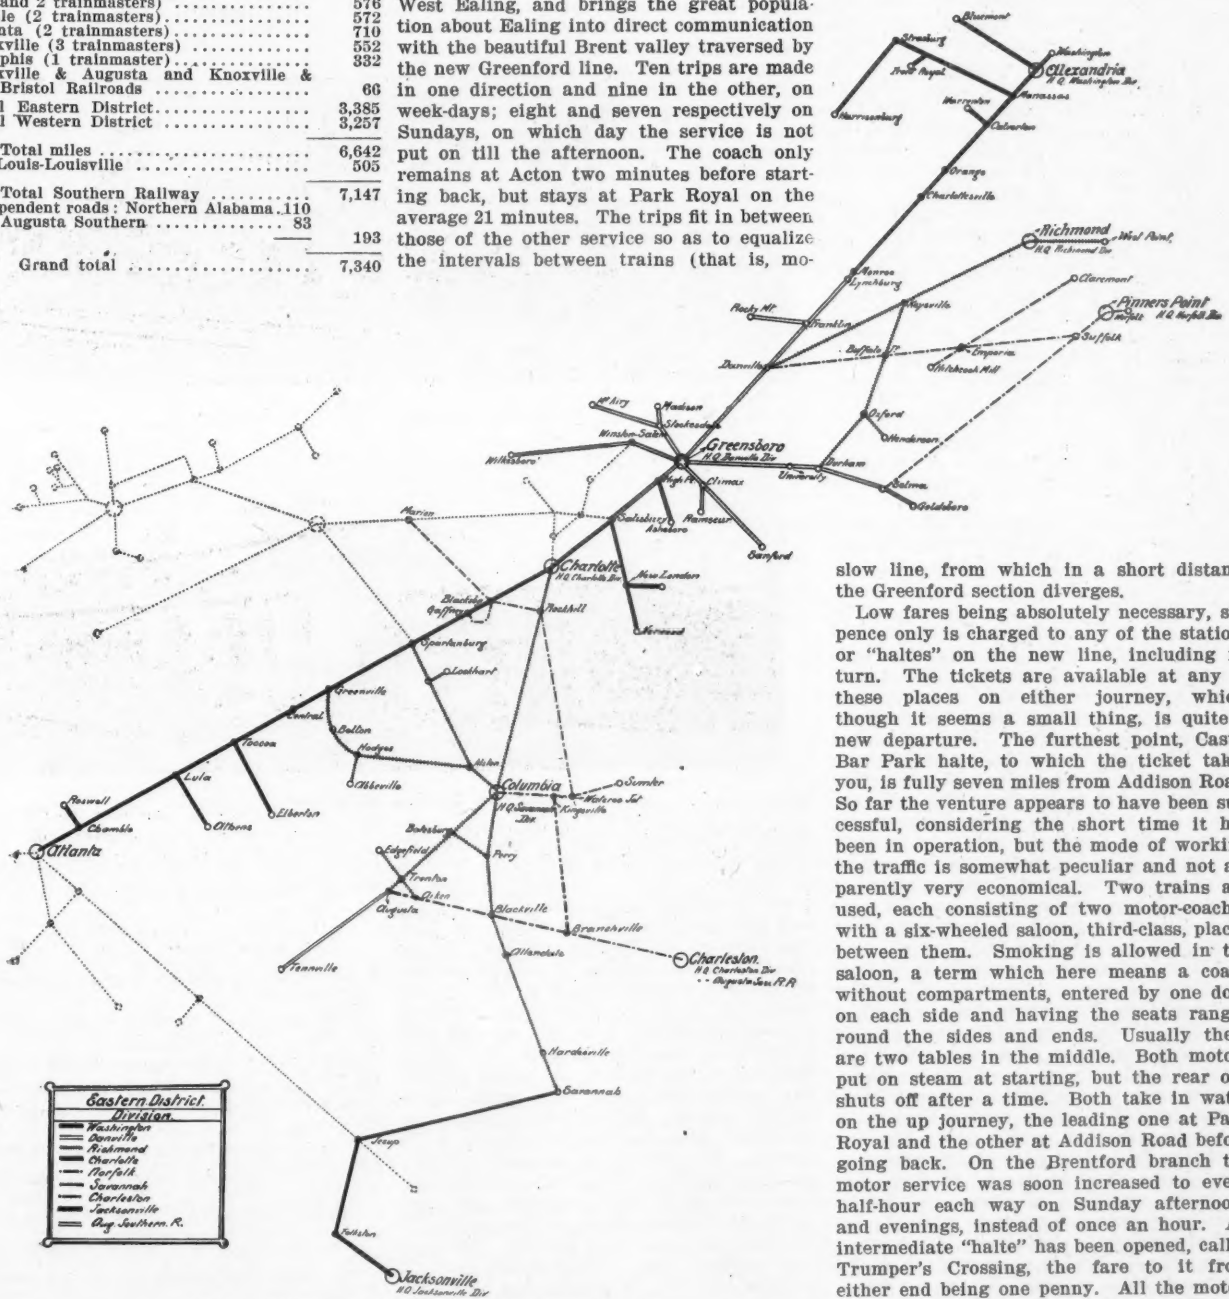 and 2 trainmasters) .................. 576
le (2 trainmasters) .................. 572
nta (2 trainmasters) ................. 710
xville (3 trainmasters) .............. 552
phis (1 trainmaster) ................. 332
xville & Augusta and Knoxville &
Bristol Railroads .................... 66
l Eastern District.................... 3,385
l Western District ................... 3,257
Total miles .......................... 6,642
Louis-Louisville ..................... 505
Total Southern Railway ............... 7,147
pendent roads: Northern Alabama .110
Augusta Southern .......... 83
193
Grand total .......................... 7,340
West Ealing, and brings the great popula-
tion about Ealing into direct communication
with the beautiful Brent valley traversed by
the new Greenford line. Ten trips are made
in one direction and nine in the other, on
week-days; eight and seven respectively on
Sundays, on which day the service is not
put on till the afternoon. The coach only
remains at Acton two minutes before start-
ing back, but stays at Park Royal on the
average 21 minutes. The trips fit in between
those of the other service so as to equalize
the intervals between trains (that is, mo-
Bluemont
Strasburg
Washington
Front Royal
Alexandria
H.Q. Washington Div.
Manassas
Warrenton
Harrisonburg
Calverton
Orange
Charlottesville
Richmond
H.Q. Richmond Div.
West Point
Monroe
Lynchburg
Claremont
Keysville
Pinners Point
Norfolk H.Q. Norfolk Div.
Rocky Mt.
Franklin
Suffolk
Buffalo Jt.
Emporia
Danville
Hitchcock Mill
Mt Airy
Madison
Stokesdale
Oxford
Henderson
Winston-Salem
Greensboro
H.Q. Danville Div
Wilkesboro
University
Durham
Selma
Goldsboro
High Pt.
Climax
Ramseur
Asheboro
Sanford
Marion
Salisbury
Charlotte
H.Q. Charlotte Div
New London
Norwood
Blacksbg
Gaffney
Rockhill
Spartanburg
Lockhart
Greenville
Central
Belton
Hodges
Abbeville
Toccoa
Alston
Lula
Elberton
Athens
Roswell
Chamble
Atlanta
Columbia
H.Q. Savannah
Div.
Sumter
Wateree Jct
Kingville
Batesburg
Perry
Edgefield
Trenton
Aiken
Augusta
Blackville
Branchville
Tennville
Allendale
Charleston.
H.Q. Charleston Div
Augusta Sou. R.R
Hardeeville
Savannah
Jesup
Folkston
Jacksonville
H.Q. Jacksonville Div
Eastern District.
Division.
Washington
Danville
Richmond
Charlotte
Norfolk
Savannah
Charleston
Jacksonville
Aug. Southern. R.
slow line, from which in a short distan
the Greenford section diverges.
Low fares being absolutely necessary, s
pence only is charged to any of the station
or "haltes" on the new line, including
turn. The tickets are available at any
these places on either journey, whic
though it seems a small thing, is quite
new departure. The furthest point, Cast
Bar Park halte, to which the ticket tak
you, is fully seven miles from Addison Roa
So far the venture appears to have been su
cessful, considering the short time it h
been in operation, but the mode of worki
the traffic is somewhat peculiar and not a
parently very economical. Two trains a
used, each consisting of two motor-coach
with a six-wheeled saloon, third-class, plac
between them. Smoking is allowed in t
saloon, a term which here means a coa
without compartments, entered by one do
on each side and having the seats rang
round the sides and ends. Usually the
are two tables in the middle. Both moto
put on steam at starting, but the rear o
shuts off after a time. Both take in wat
on the up journey, the leading one at Pa
Royal and the other at Addison Road befo
going back. On the Brentford branch t
motor service was soon increased to eve
half-hour each way on Sunday afternoo
and evenings, instead of once an hour. A
intermediate "halte" has been opened, call
Trumper's Crossing, the fare to it fro
either end being one penny. All the moto